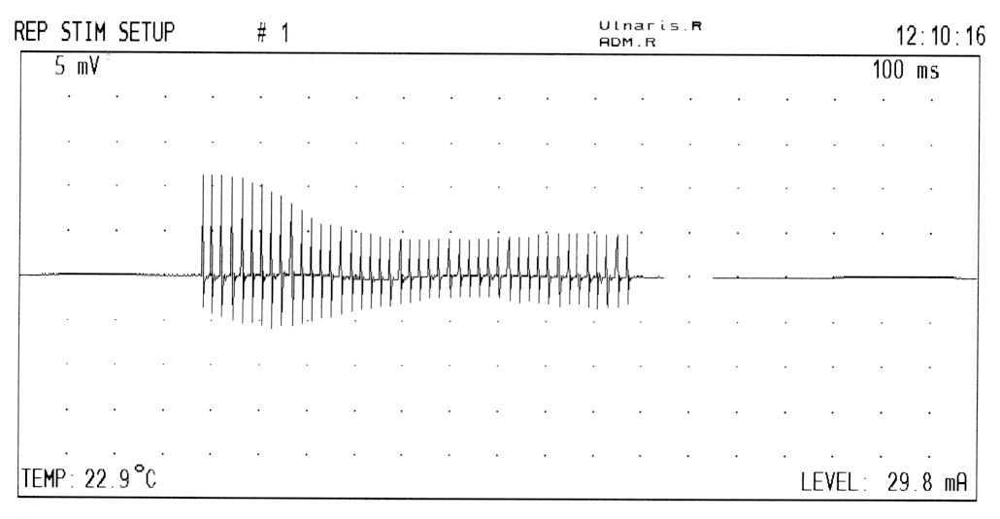 REP STIM SETUP # 1 Ulnaris.R 12:10:16
ADM.R
5 mV 100 ms
TEMP: 22.9°C LEVEL: 29.8 mA